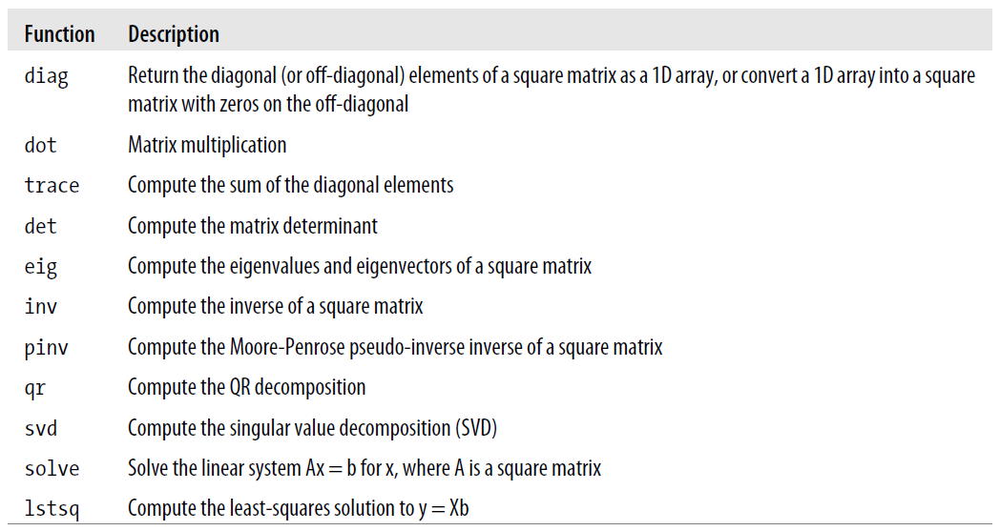 Function Description
diag Return the diagonal (or off-diagonal) elements of a square matrix as a 1D array, or convert a 1D array into a square
matrix with zeros on the off-diagonal
dot Matrix multiplication
trace Compute the sum of the diagonal elements
det Compute the matrix determinant
eig Compute the eigenvalues and eigenvectors of a square matrix
inv Compute the inverse of a square matrix
pinv Compute the Moore-Penrose pseudo-inverse inverse of a square matrix
qr Compute the QR decomposition
svd Compute the singular value decomposition (SVD)
solve Solve the linear system Ax = b for x, where A is a square matrix
lstsq Compute the least-squares solution to y = Xb